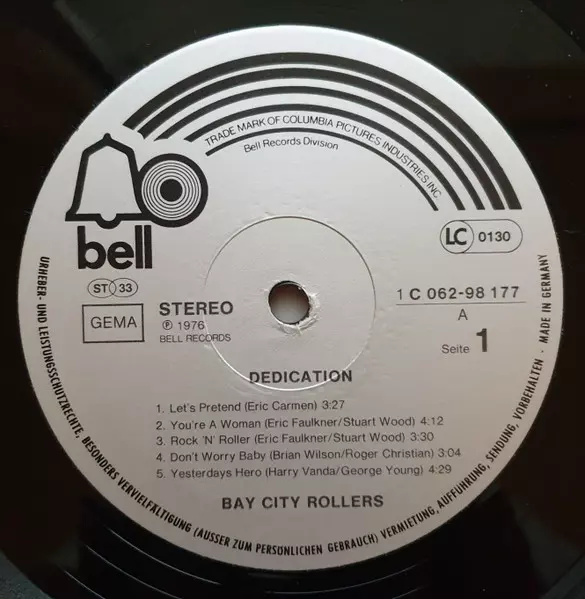 TRADE MARK OF COLUMBIA PICTURES INDUSTRIES INC.
Bell Records Division
bell
LC 0130
ST 33
GEMA
STEREO
℗ 1976
BELL RECORDS
1 C 062-98 177
A
Seite 1
DEDICATION
1. Let's Pretend (Eric Carmen) 3:27
2. You're A Woman (Eric Faulkner/Stuart Wood) 4:12
3. Rock 'N' Roller (Eric Faulkner/Stuart Wood) 3:30
4. Don't Worry Baby (Brian Wilson/Roger Christian) 3:04
5. Yesterdays Hero (Harry Vanda/George Young) 4:29
BAY CITY ROLLERS
URHEBER- UND LEISTUNGSSCHUTZRECHTE, BESONDERS VERVIELFÄLTIGUNG (AUSSER ZUM PERSÖNLICHEN GEBRAUCH) VERMIETUNG, AUFFÜHRUNG, SENDUNG, VORBEHALTEN · MADE IN GERMANY